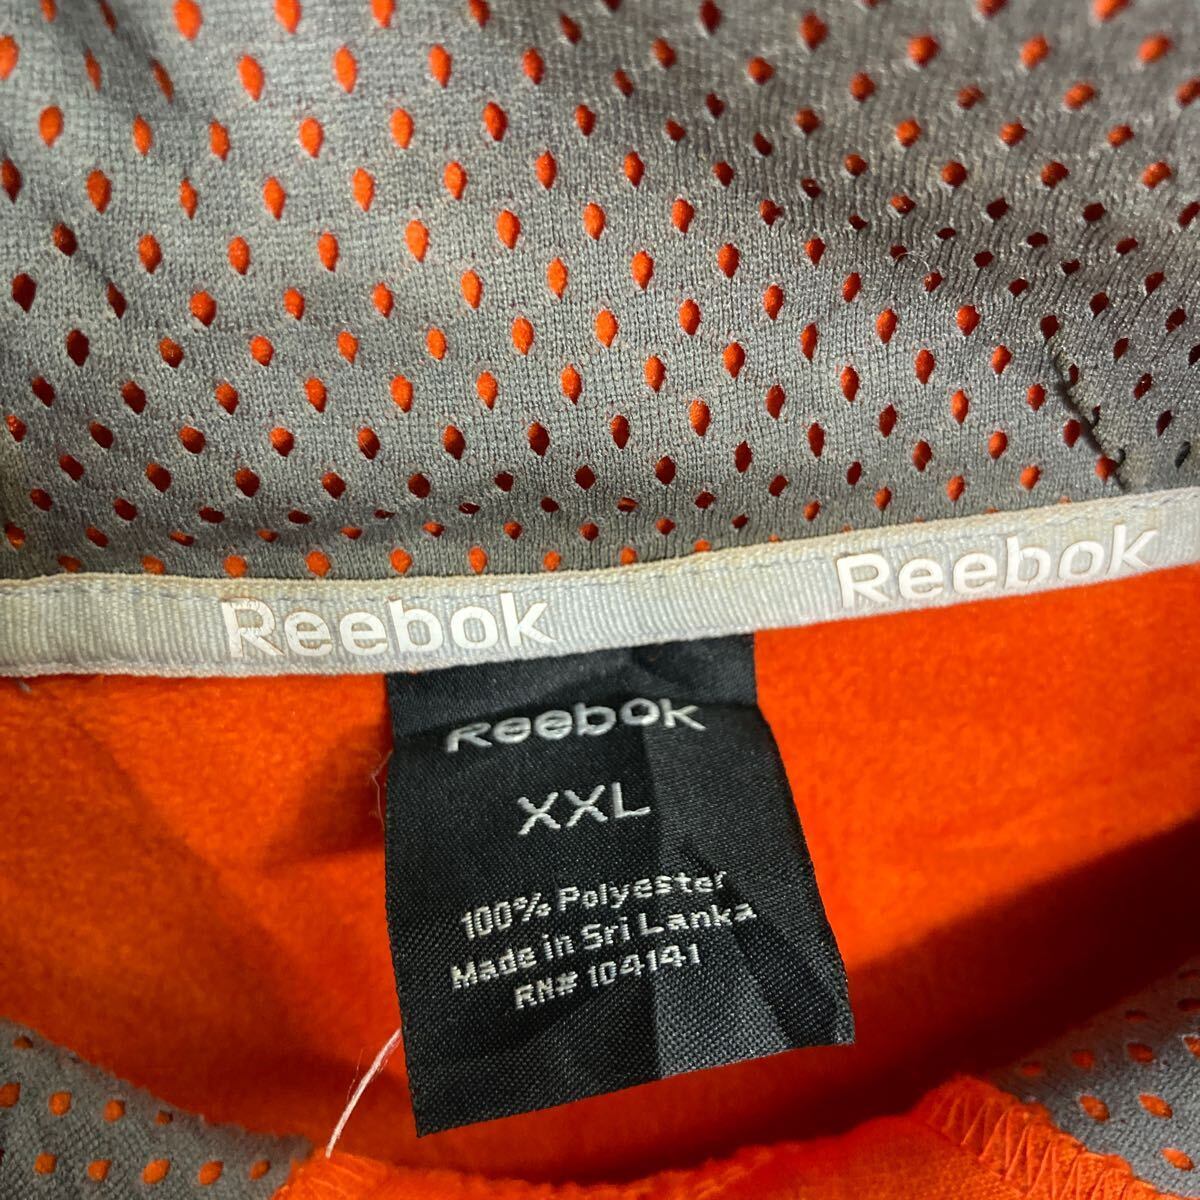 Reebok
Reebok
Reebok
XXL
100% Polyester
Made in Sri Lanka
RN# 104141